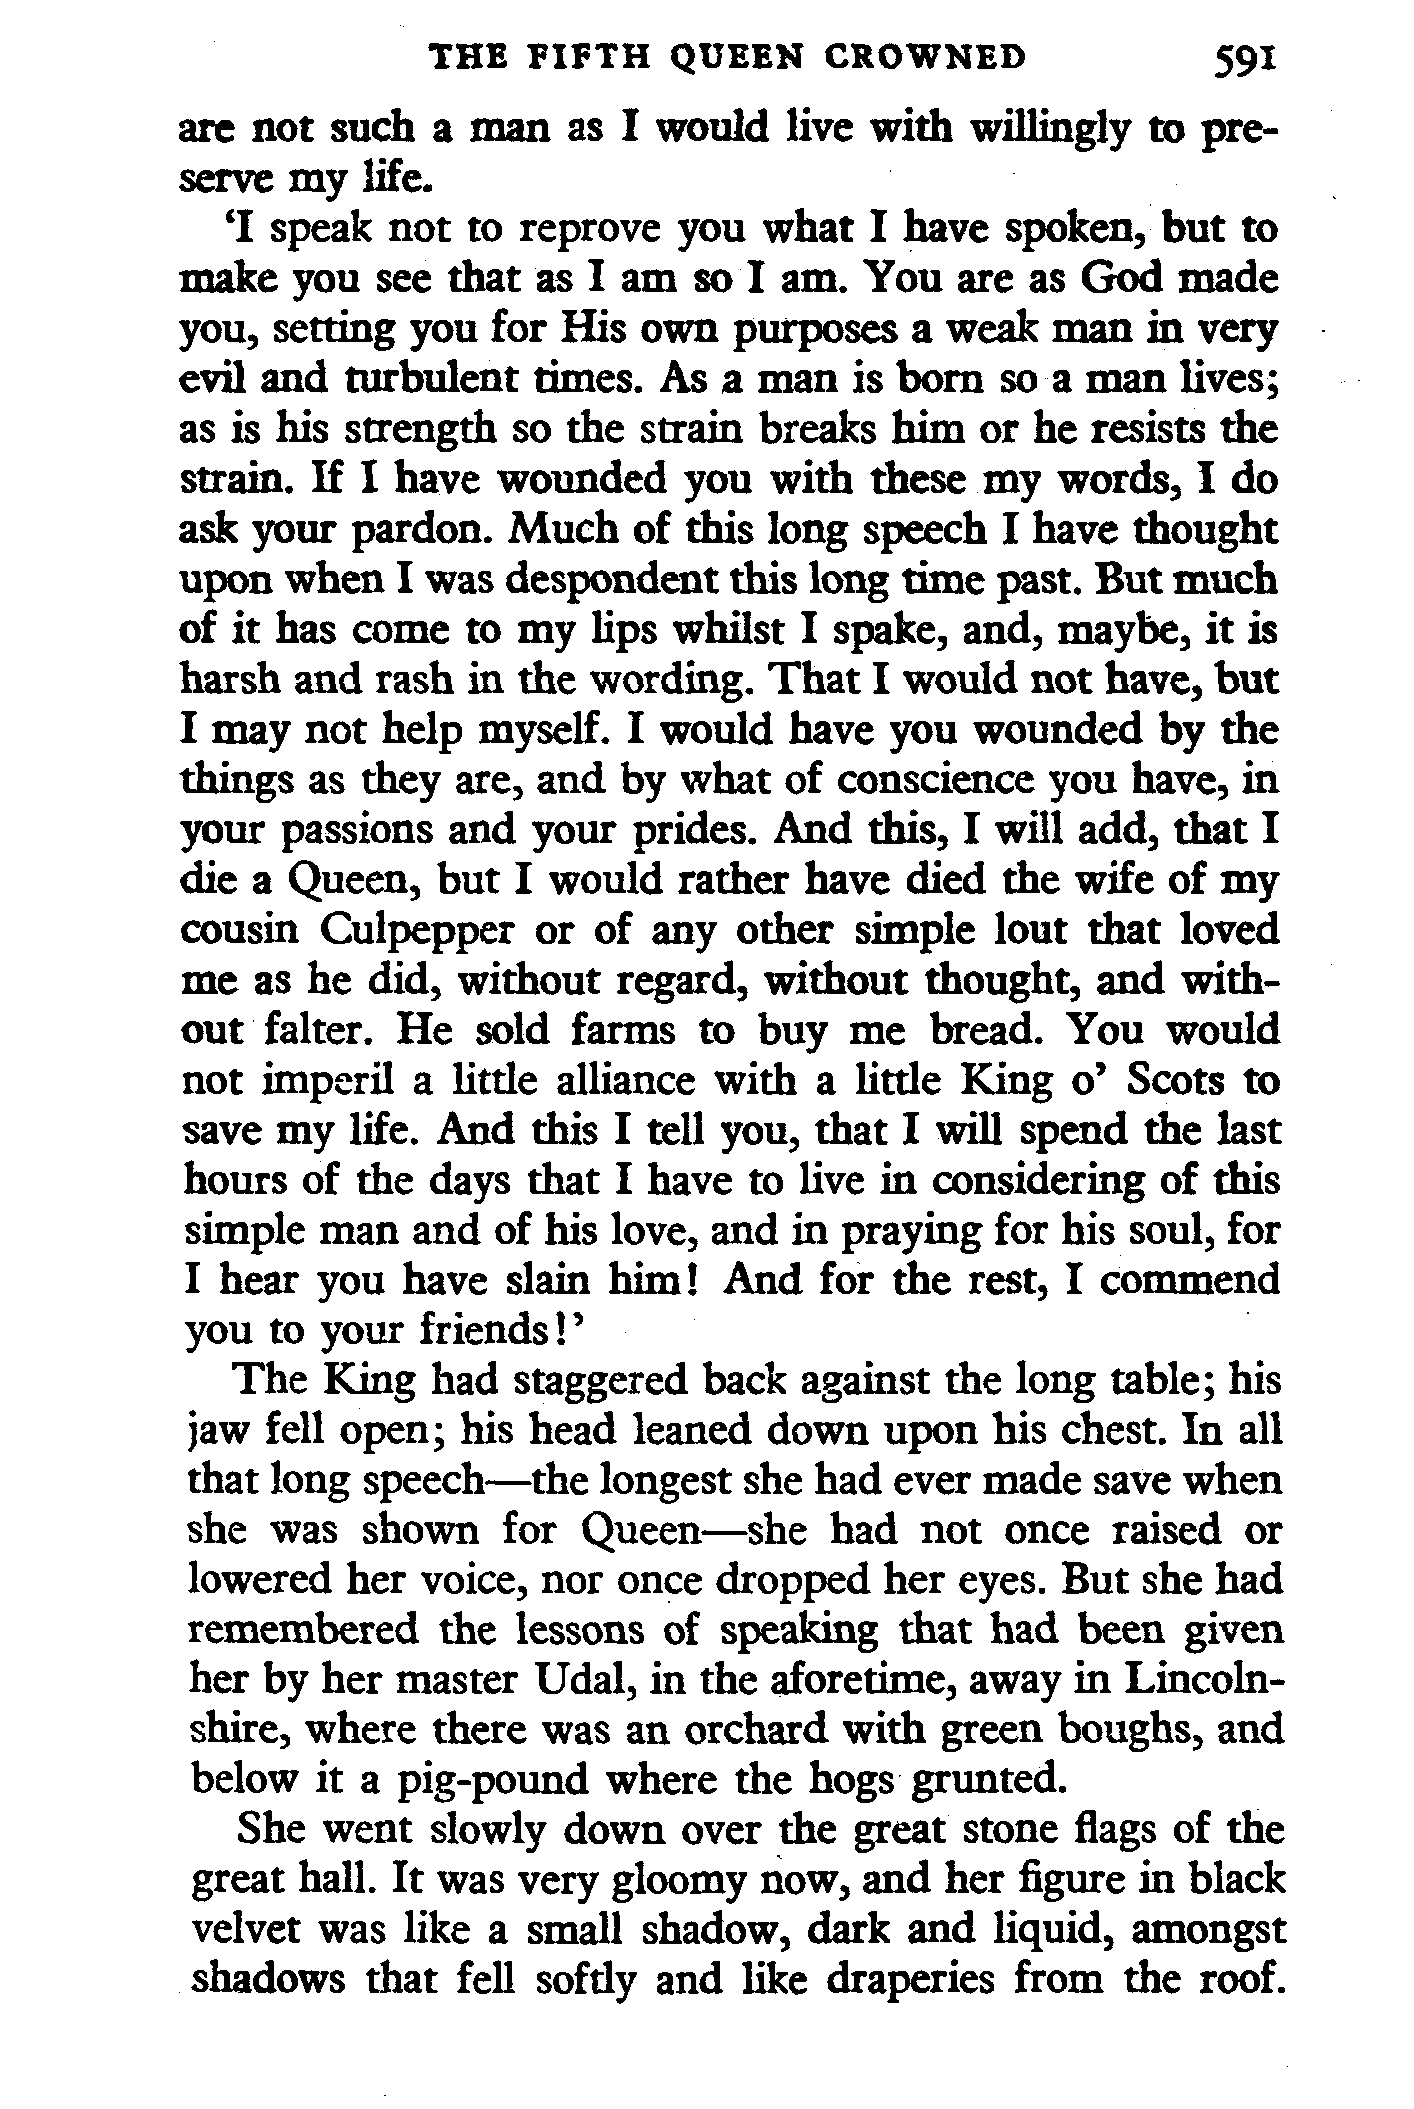 THE FIFTH QUEEN CROWNED 591
are not such a man as I would live with willingly to pre-
serve my life.
‘I speak not to reprove you what I have spoken, but to
make you see that as I am so I am. You are as God made
you, setting you for His own purposes a weak man in very
evil and turbulent times. As a man is born so a man lives;
as is his strength so the strain breaks him or he resists the
strain. If I have wounded you with these my words, I do
ask your pardon. Much of this long speech I have thought
upon when I was despondent this long time past. But much
of it has come to my lips whilst I spake, and, maybe, it is
harsh and rash in the wording. That I would not have, but
I may not help myself. I would have you wounded by the
things as they are, and by what of conscience you have, in
your passions and your prides. And this, I will add, that I
die a Queen, but I would rather have died the wife of my
cousin Culpepper or of any other simple lout that loved
me as he did, without regard, without thought, and with-
out falter. He sold farms to buy me bread. You would
not imperil a little alliance with a little King o’ Scots to
save my life. And this I tell you, that I will spend the last
hours of the days that I have to live in considering of this
simple man and of his love, and in praying for his soul, for
I hear you have slain him! And for the rest, I commend
you to your friends!’
The King had staggered back against the long table; his
jaw fell open; his head leaned down upon his chest. In all
that long speech—the longest she had ever made save when
she was shown for Queen—she had not once raised or
lowered her voice, nor once dropped her eyes. But she had
remembered the lessons of speaking that had been given
her by her master Udal, in the aforetime, away in Lincoln-
shire, where there was an orchard with green boughs, and
below it a pig-pound where the hogs grunted.
She went slowly down over the great stone flags of the
great hall. It was very gloomy now, and her figure in black
velvet was like a small shadow, dark and liquid, amongst
shadows that fell softly and like draperies from the roof.